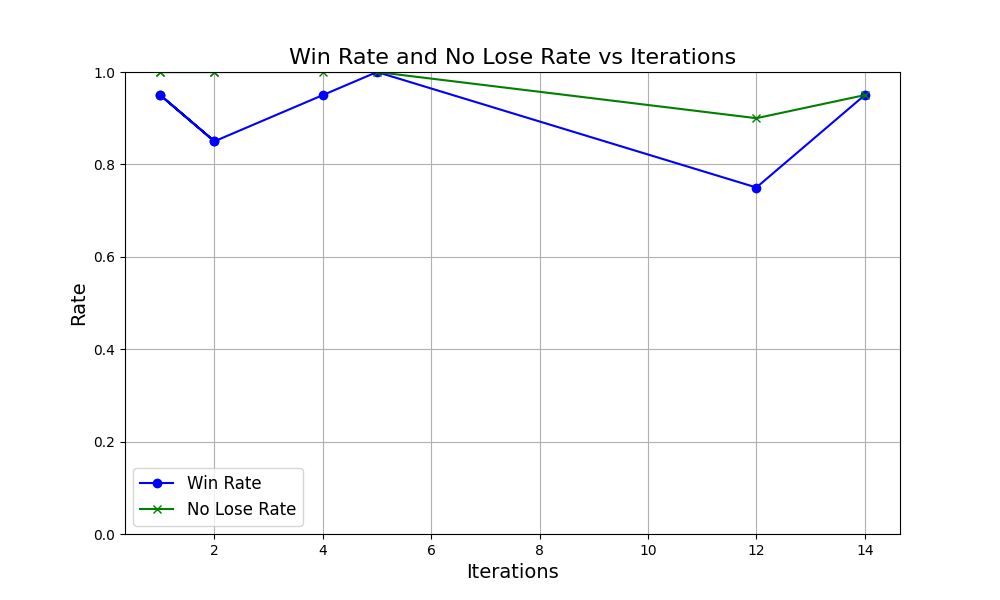 Win Rate and No Lose Rate vs Iterations
1.0
0.8
0.6
0.4
0.2
0.0
Rate
Win Rate
No Lose Rate
2 4 6 8 10 12 14
Iterations